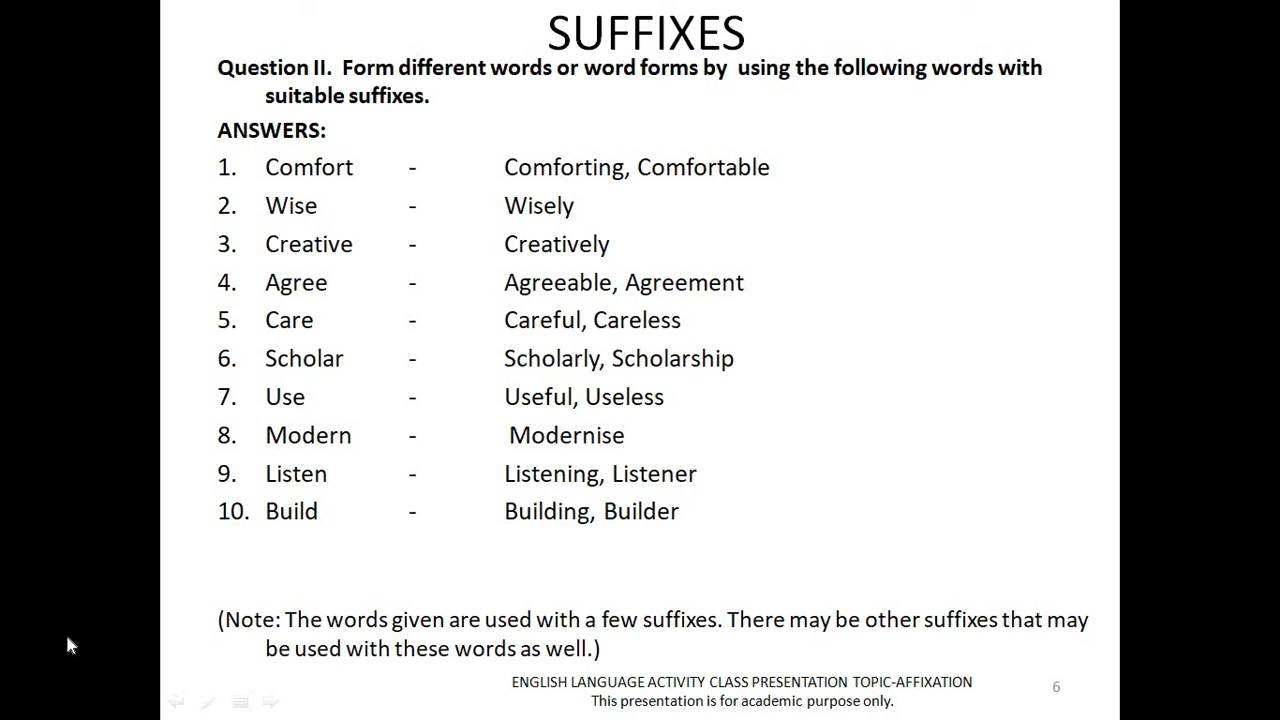 SUFFIXES
Question II. Form different words or word forms by using the following words with
suitable suffixes.
ANSWERS:
1. Comfort - Comforting, Comfortable
2. Wise - Wisely
3. Creative - Creatively
4. Agree - Agreeable, Agreement
5. Care - Careful, Careless
6. Scholar - Scholarly, Scholarship
7. Use - Useful, Useless
8. Modern - Modernise
9. Listen - Listening, Listener
10. Build - Building, Builder
(Note: The words given are used with a few suffixes. There may be other suffixes that may
be used with these words as well.)
ENGLISH LANGUAGE ACTIVITY CLASS PRESENTATION TOPIC-AFFIXATION
This presentation is for academic purpose only.
6